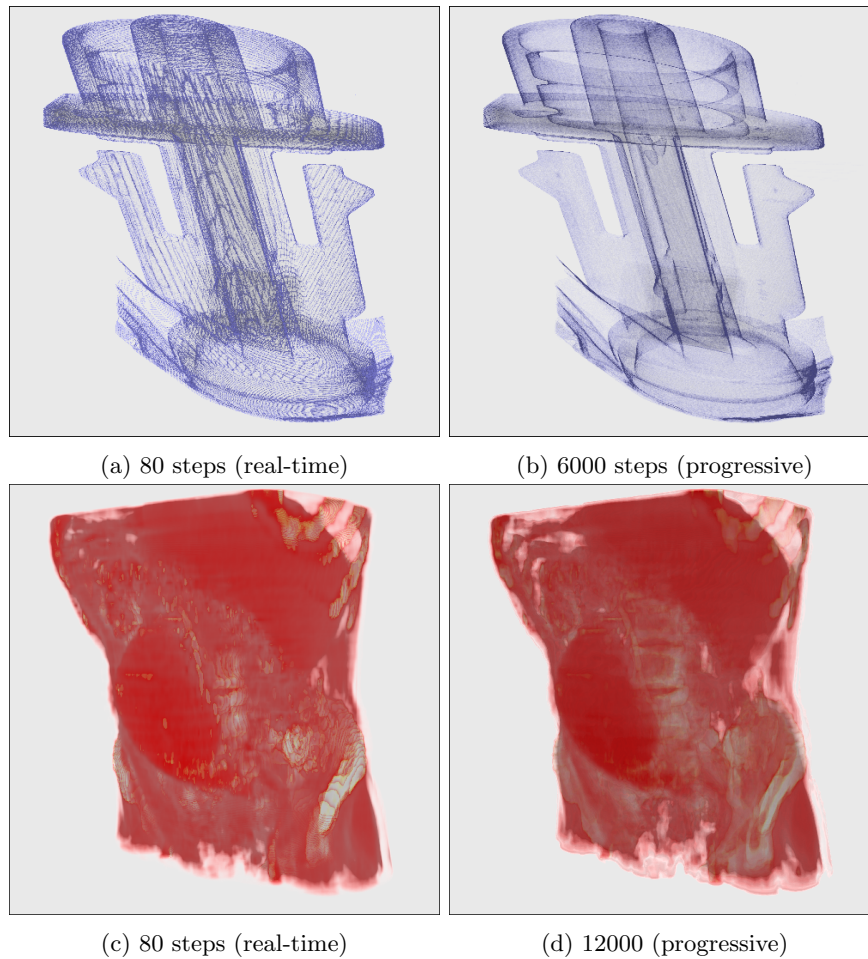 (a) 80 steps (real-time)
(b) 6000 steps (progressive)
(c) 80 steps (real-time)
(d) 12000 (progressive)